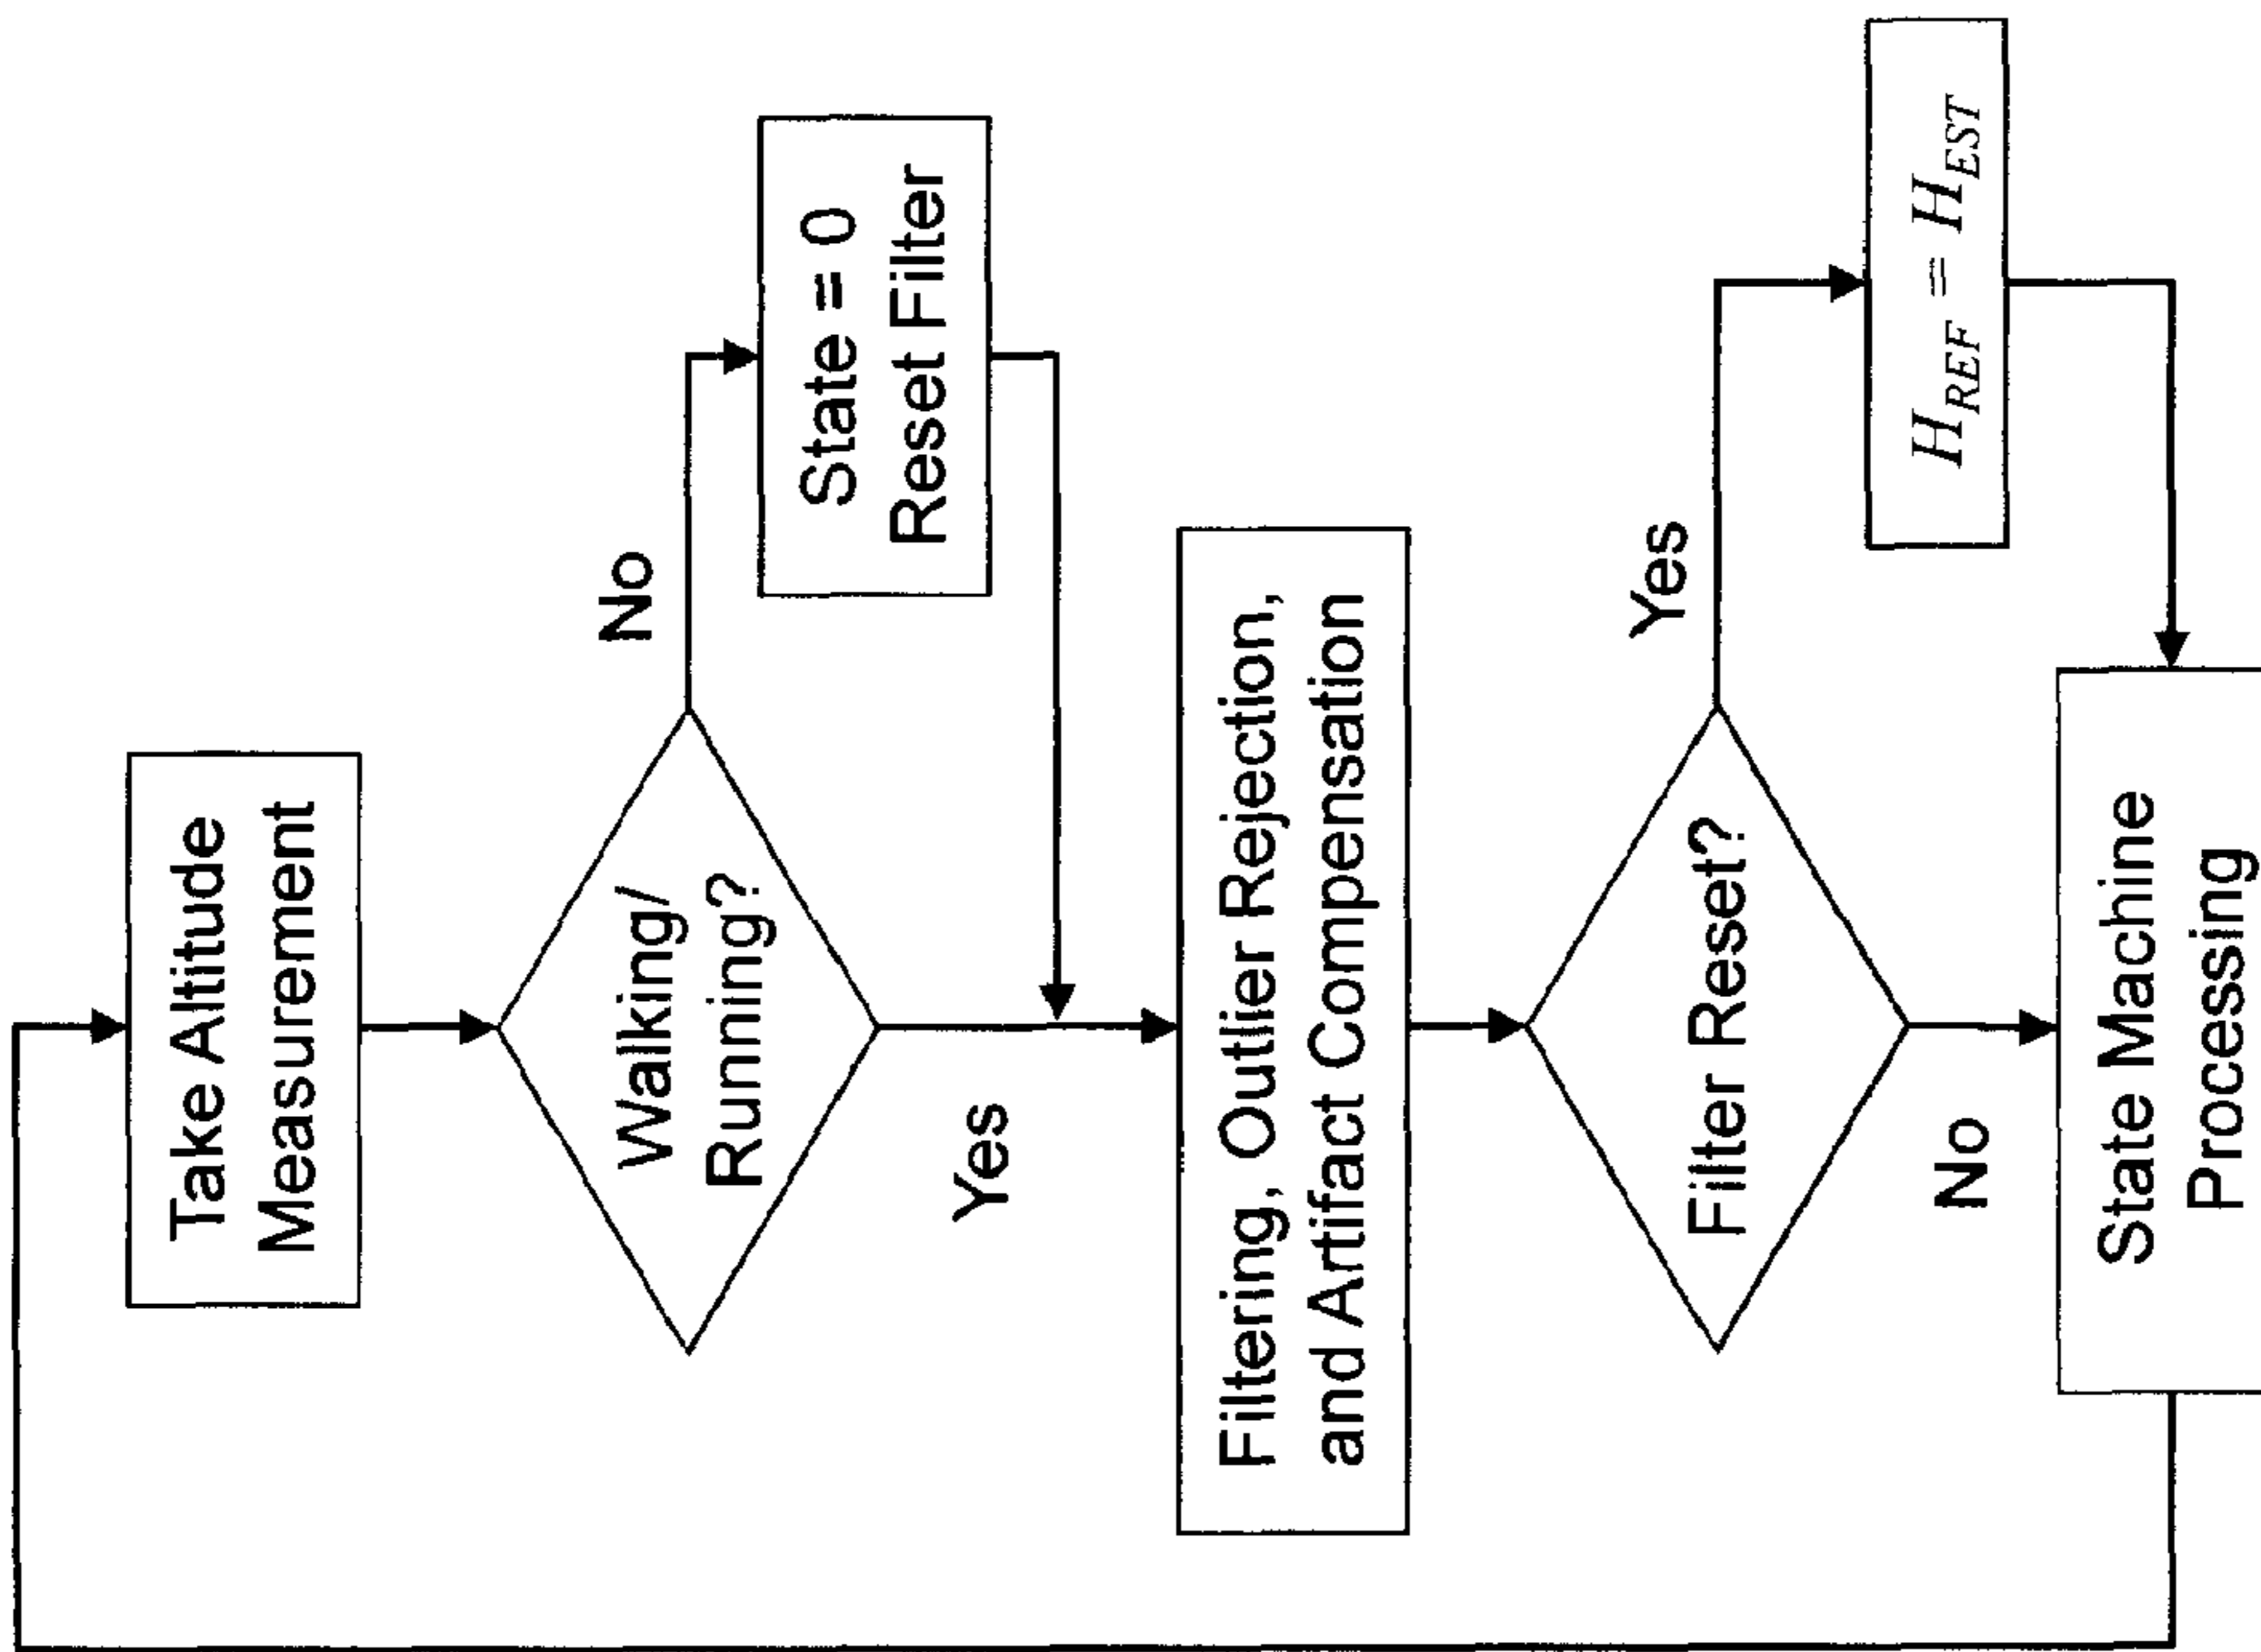 Take Altitude
Measurement
Walking/
Running?
No
State = 0
Reset Filter
Yes
Filtering, Outlier Rejection,
and Artifact Compensation
Filter Reset?
Yes
H_REF = H_EST
No
State Machine
Processing